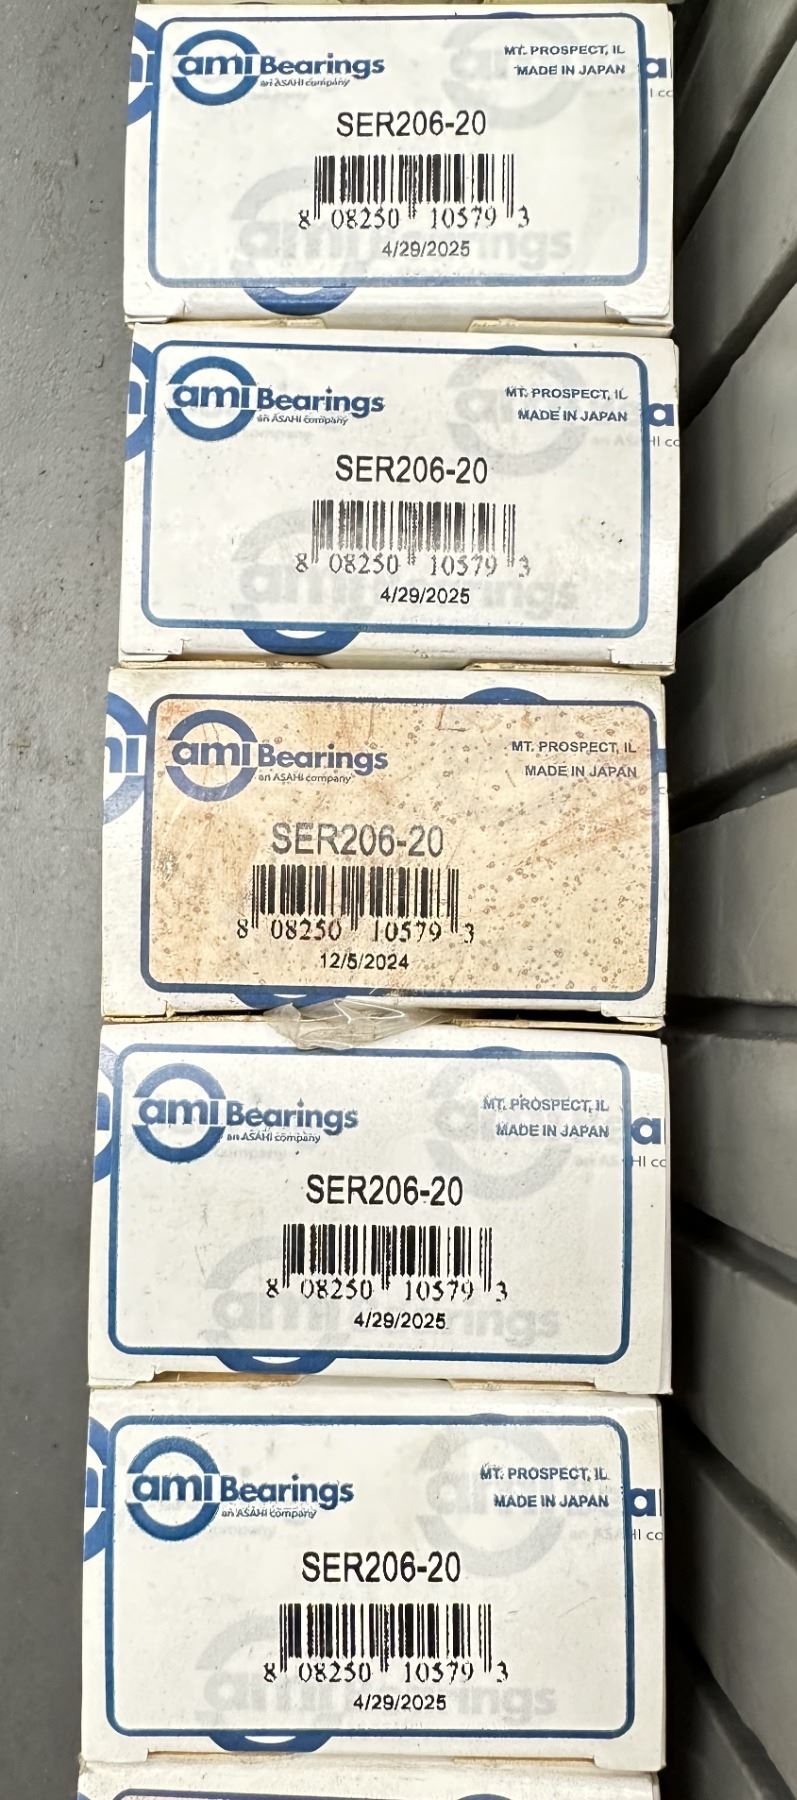 ami Bearings
an ASAHI company
MT. PROSPECT, IL
MADE IN JAPAN
SER206-20
8 08250 10579 3
4/29/2025
ami Bearings
an ASAHI company
MT. PROSPECT, IL
MADE IN JAPAN
SER206-20
8 08250 10579 3
4/29/2025
ami Bearings
an ASAHI company
MT. PROSPECT, IL
MADE IN JAPAN
SER206-20
8 08250 10579 3
12/5/2024
ami Bearings
an ASAHI company
MT. PROSPECT, IL
MADE IN JAPAN
SER206-20
8 08250 10579 3
4/29/2025
ami Bearings
an ASAHI company
MT. PROSPECT, IL
MADE IN JAPAN
SER206-20
8 08250 10579 3
4/29/2025